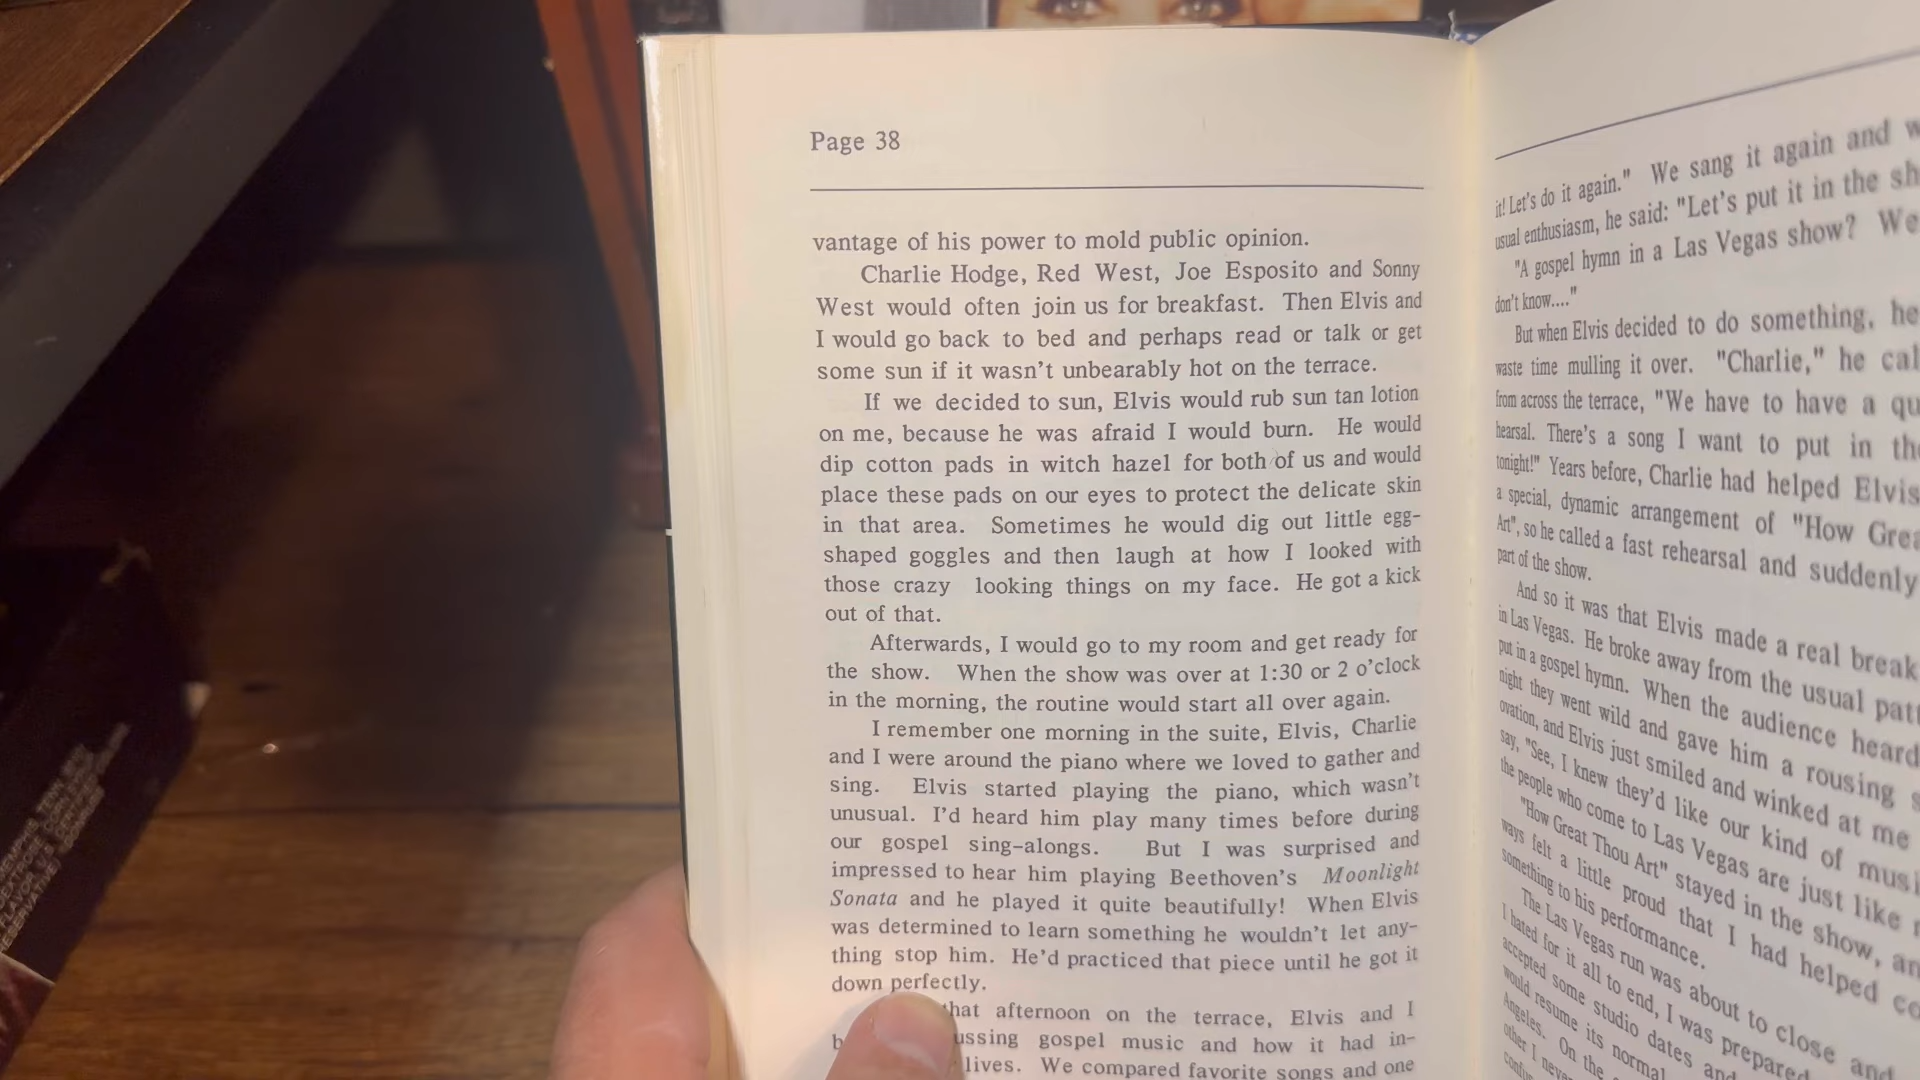 Page 38
vantage of his power to mold public opinion.
Charlie Hodge, Red West, Joe Esposito and Sonny
West would often join us for breakfast. Then Elvis and
I would go back to bed and perhaps read or talk or get
some sun if it wasn't unbearably hot on the terrace.
If we decided to sun, Elvis would rub sun tan lotion
on me, because he was afraid I would burn. He would
dip cotton pads in witch hazel for both of us and would
place these pads on our eyes to protect the delicate skin
in that area. Sometimes he would dig out little egg-
shaped goggles and then laugh at how I looked with
those crazy looking things on my face. He got a kick
out of that.
Afterwards, I would go to my room and get ready for
the show. When the show was over at 1:30 or 2 o'clock
in the morning, the routine would start all over again.
I remember one morning in the suite, Elvis, Charlie
and I were around the piano where we loved to gather and
sing. Elvis started playing the piano, which wasn't
unusual. I'd heard him play many times before during
our gospel sing-alongs. But I was surprised and
impressed to hear him playing Beethoven's Moonlight
Sonata and he played it quite beautifully! When Elvis
was determined to learn something he wouldn't let any-
thing stop him. He'd practiced that piece until he got it
down perfectly.
afternoon on the terrace, Elvis and I
gospel music and how it had in-
lives. We compared favorite songs and one
it! Let's do it again." We sang it again and
usual enthusiasm, he said: "Let's put it in the
"A gospel hymn in a Las Vegas show? We
don't know...."
But when Elvis decided to do something, he
waste time mulling it over. "Charlie," he
from across the terrace, "We have to have a
hearsal. There's a song I want to put in
tonight!" Years before, Charlie had helped Elvis
a special, dynamic arrangement of "How
Art", so he called a fast rehearsal and suddenly
part of the show.
And so it was that Elvis made a real break
in Las Vegas. He broke away from the usual
put in a gospel hymn. When the audience heard
night they went wild and gave him a rousing
ovation, and Elvis just smiled and winked at me
say, "See, I knew they'd like our kind of
the people who come to Las Vegas are just like
"How Great Thou Art" stayed in the show,
ways felt a little proud that I had helped
something to his performance.
The Las Vegas run was about to close and
I hated for it all to end, I was prepared
accepted some studio dates and
would resume its normal
Angeles. On the
other I never